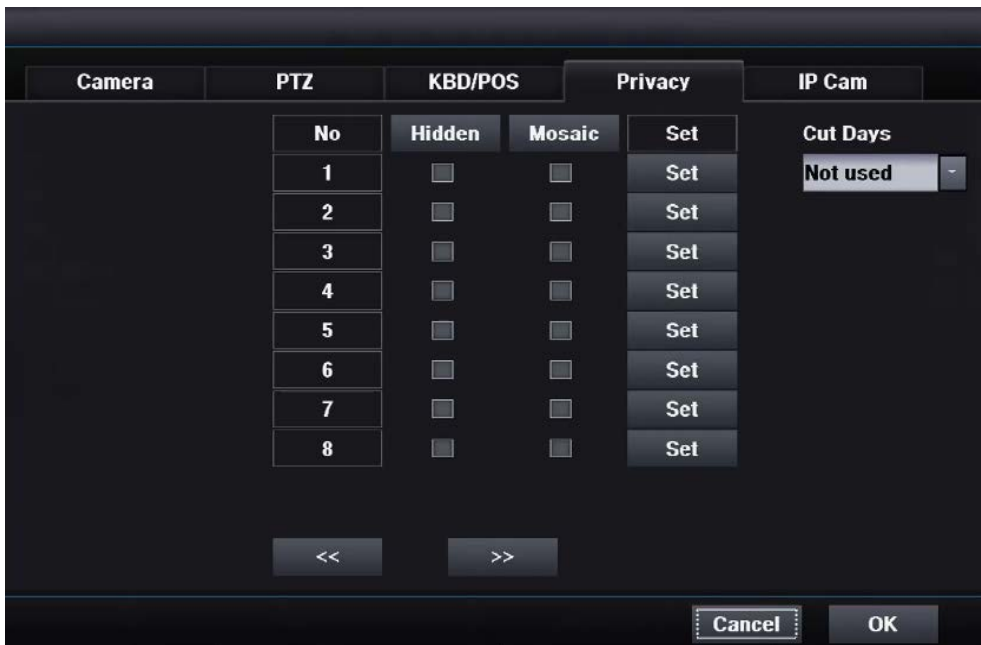 Camera PTZ KBD/POS Privacy IP Cam
No Hidden Mosaic Set Cut Days
1 Set Not used
2 Set
3 Set
4 Set
5 Set
6 Set
7 Set
8 Set
<< >>
Cancel OK